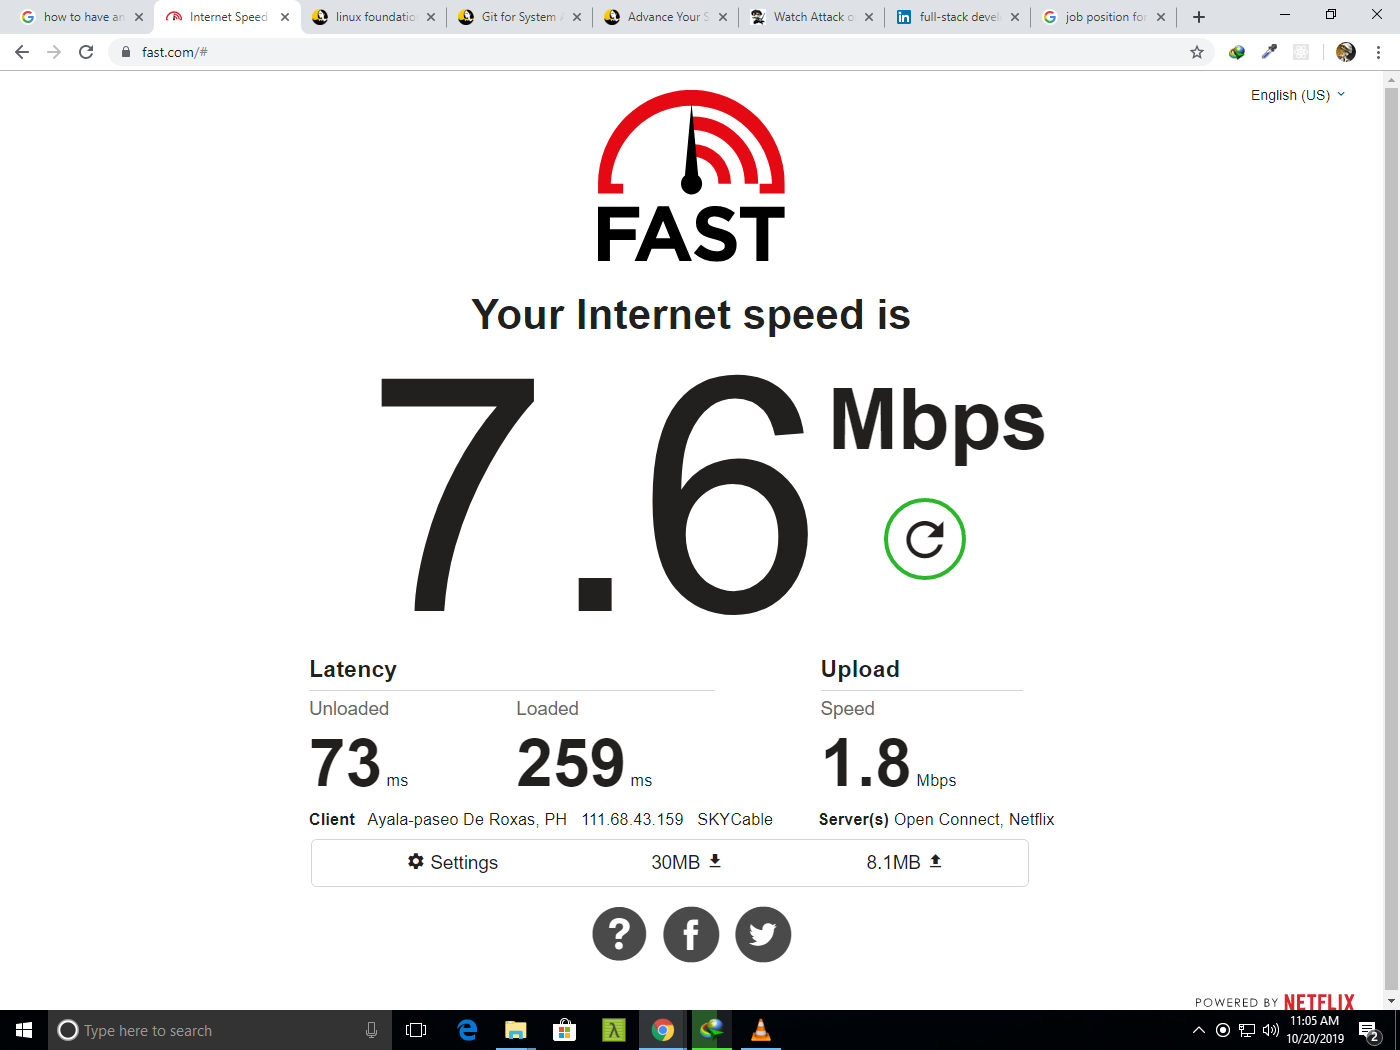 how to have an
Internet Speed
linux foundatio
Git for System A
Advance Your S
Watch Attack o
full-stack devel
job position for
fast.com/#
English (US)
FAST
Your Internet speed is
7.6 Mbps
Latency
Upload
Unloaded
Loaded
Speed
73 ms
259 ms
1.8 Mbps
Client Ayala-paseo De Roxas, PH 111.68.43.159 SKYCable
Server(s) Open Connect, Netflix
Settings
30MB
8.1MB
POWERED BY NETFLIX
Type here to search
11:05 AM
10/20/2019
2